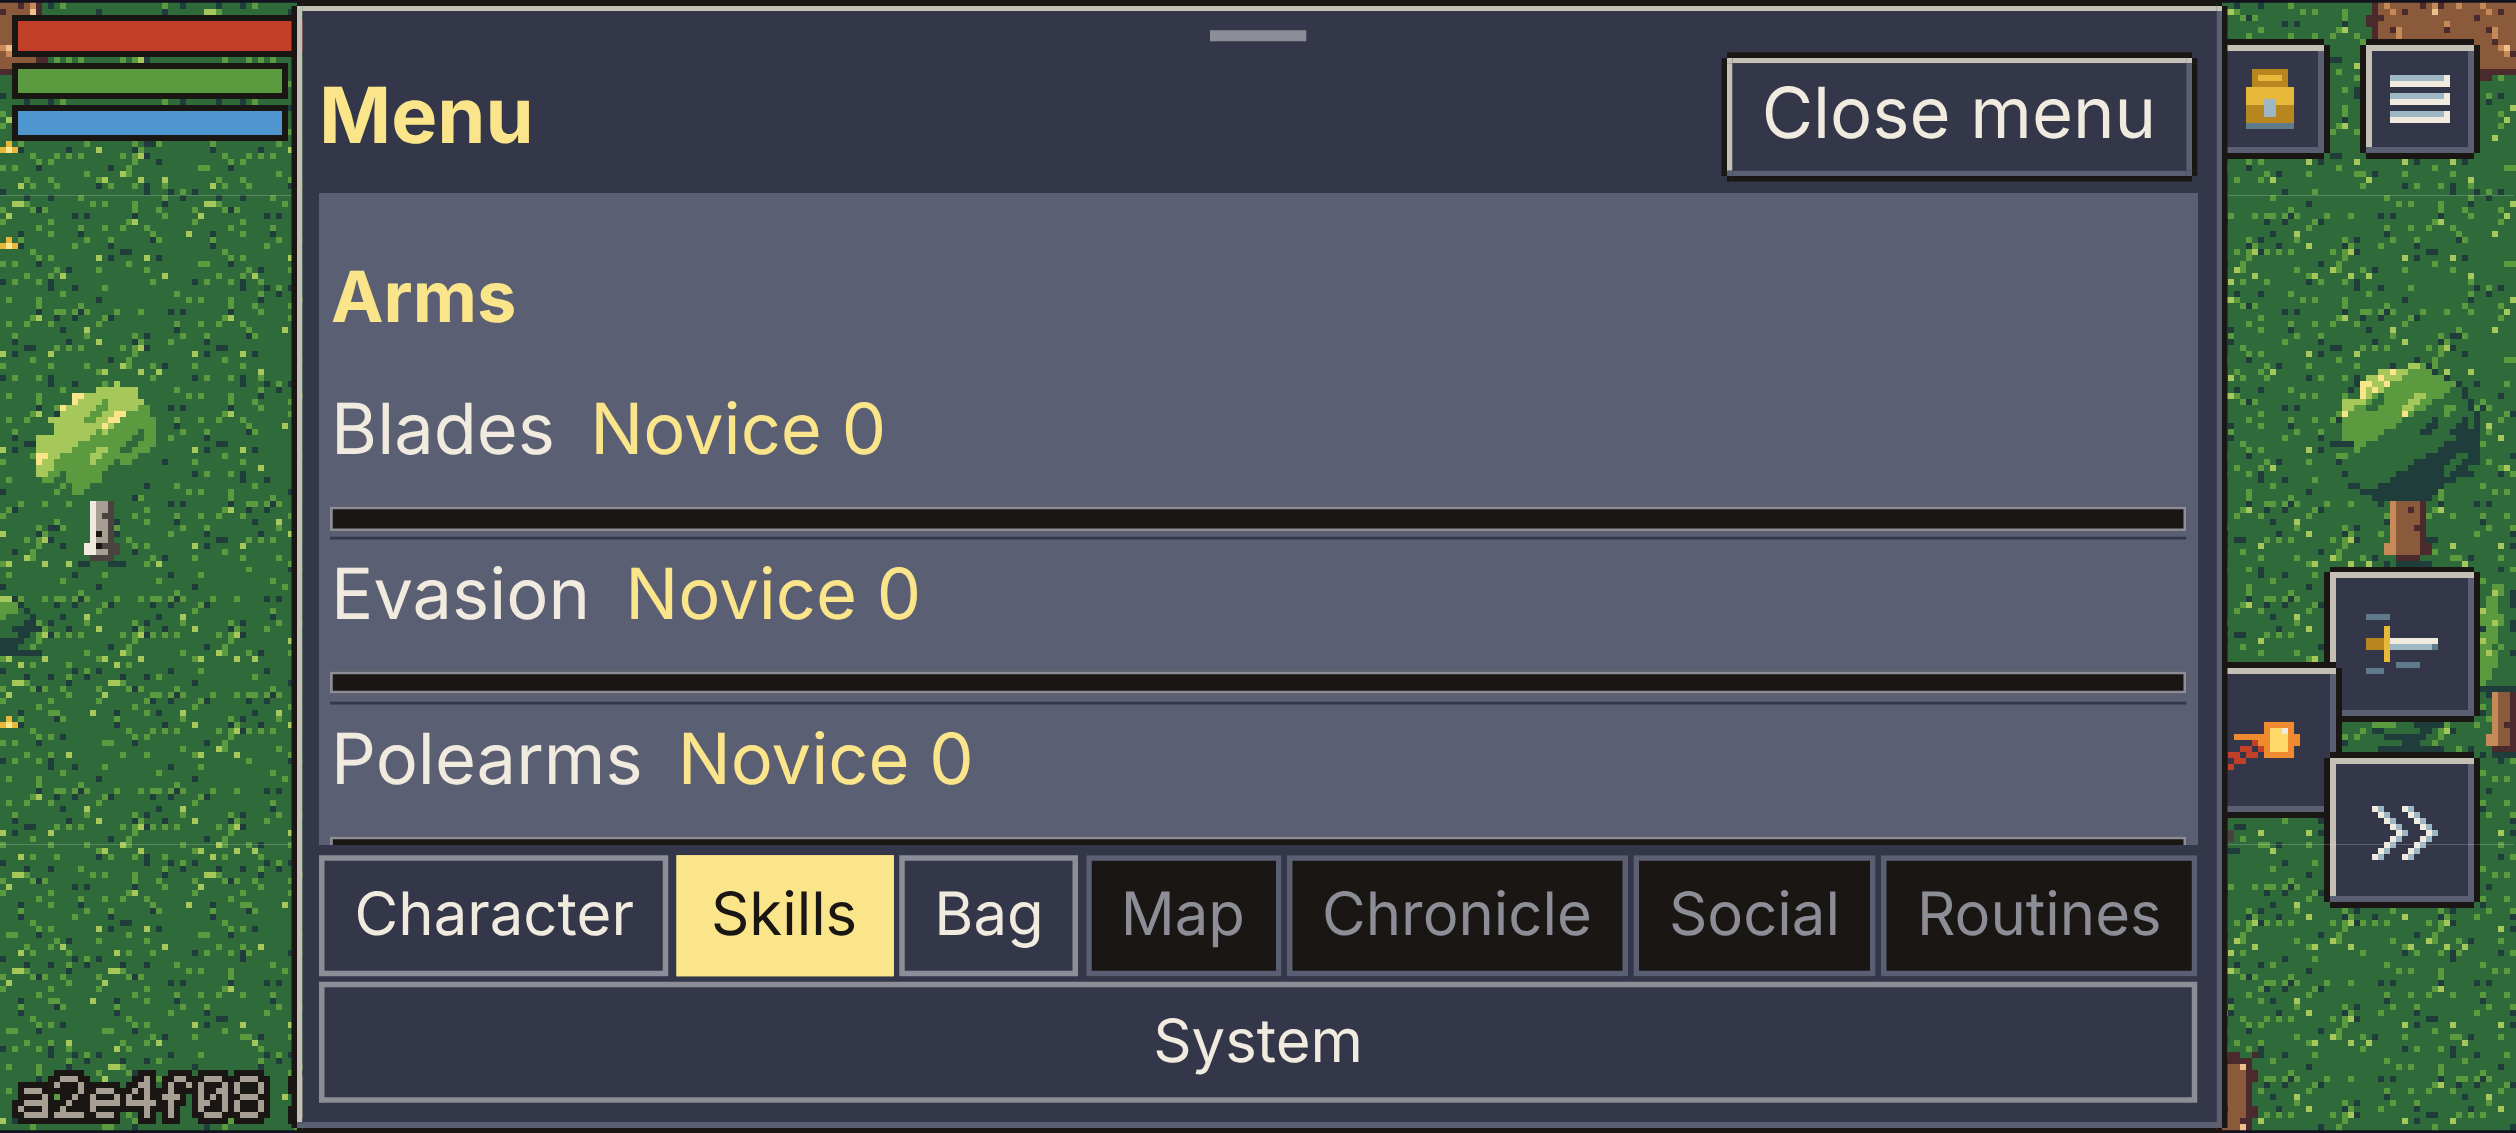 Menu
Close menu
Arms
Blades Novice 0
Evasion Novice 0
Polearms Novice 0
Character Skills Bag Map Chronicle Social Routines
System
a2e4f08